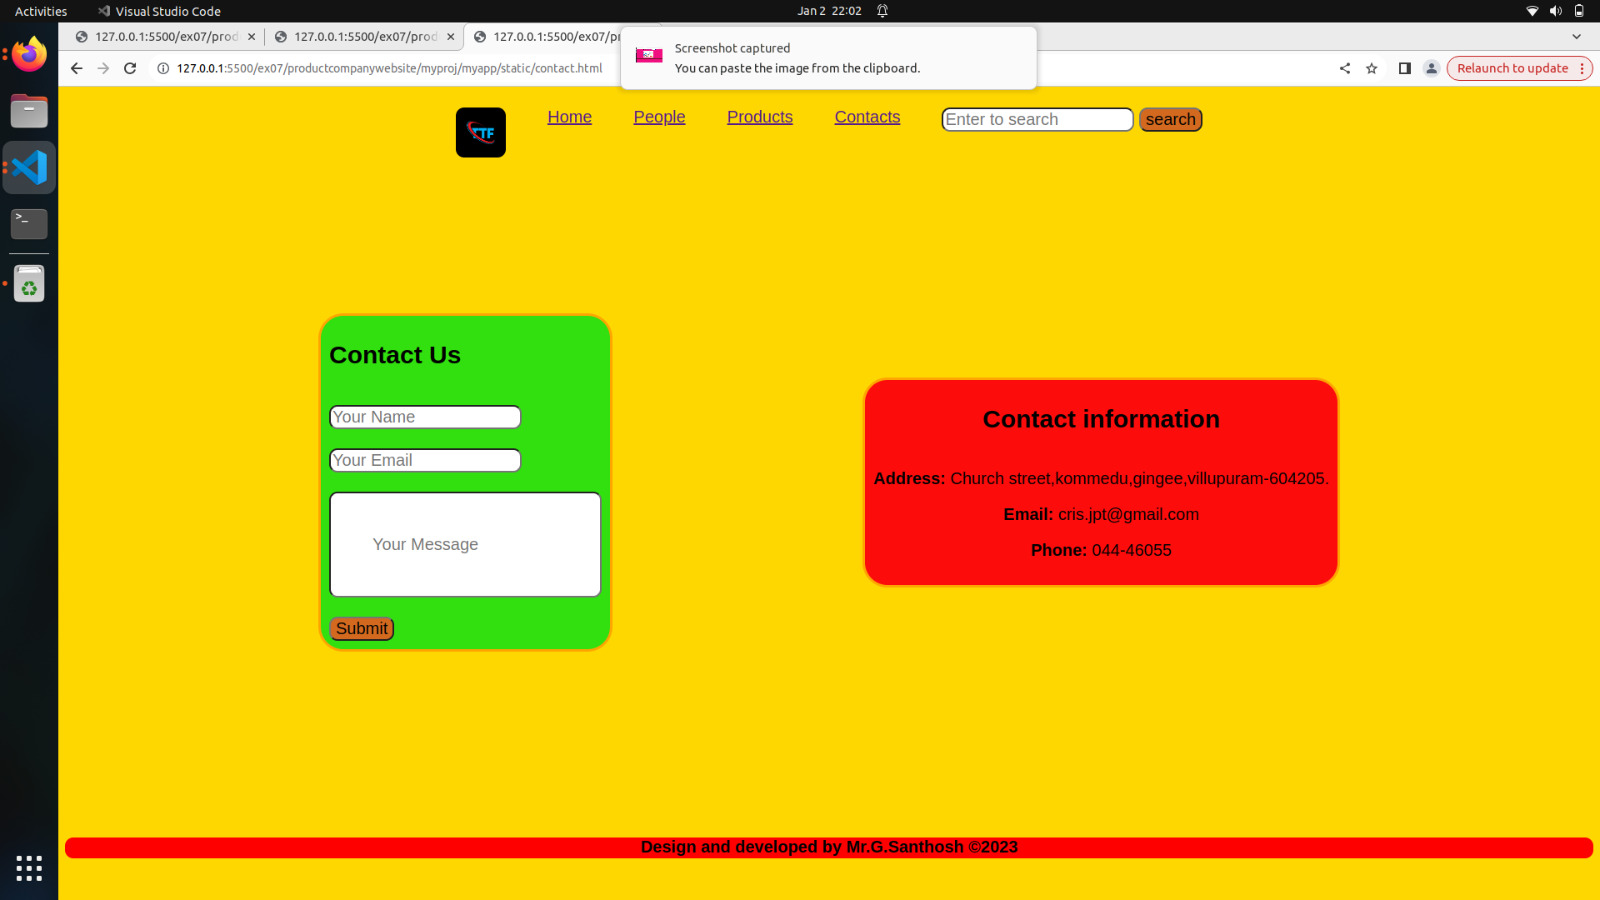 Activities
Visual Studio Code
Jan 2 22:02
127.0.0.1:5500/ex07/prod
127.0.0.1:5500/ex07/prod
127.0.0.1:5500/ex07/pr
Screenshot captured
You can paste the image from the clipboard.
127.0.0.1:5500/ex07/productcompanywebsite/myproj/myapp/static/contact.html
Relaunch to update
TTF
Home
People
Products
Contacts
Enter to search
search
Contact Us
Your Name
Your Email
Your Message
Submit
Contact information
Address: Church street,kommedu,gingee,villupuram-604205.
Email: cris.jpt@gmail.com
Phone: 044-46055
Design and developed by Mr.G.Santhosh ©2023